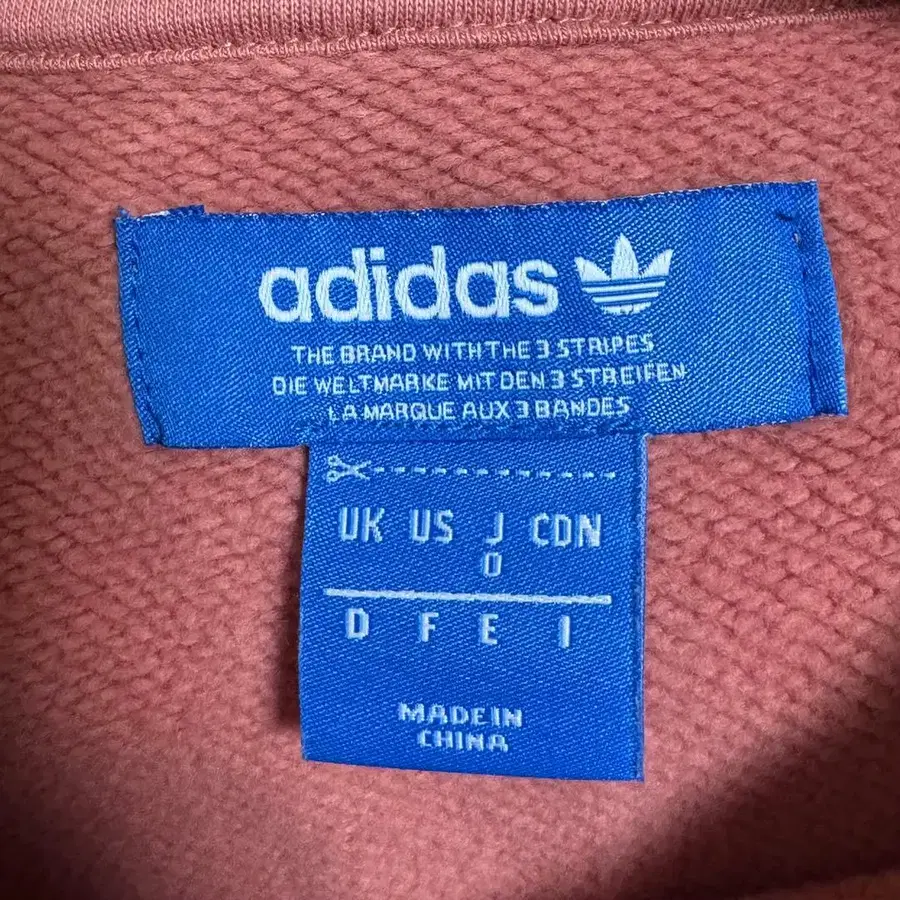 adidas
THE BRAND WITH THE 3 STRIPES
DIE WELTMARKE MIT DEN 3 STREIFEN
LA MARQUE AUX 3 BANDES
UK US J CDN
0
D F E I
MADE IN
CHINA